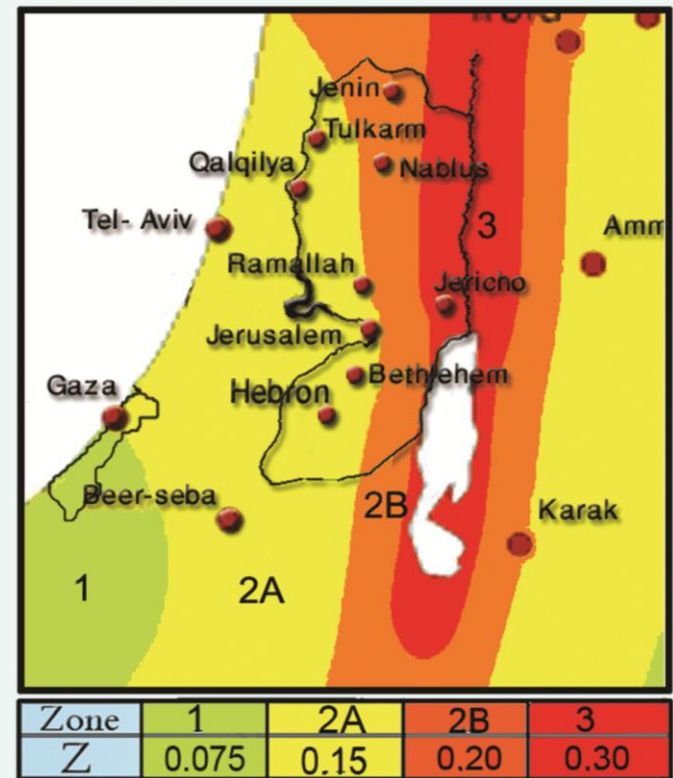 Jenin
Tulkarm
Qalqilya
Nablus
Tel- Aviv
3
Amm
Ramallah
Jericho
Jerusalem
Gaza
Bethlehem
Hebron
Beer-seba
2B
Karak
1
2A
Zone 1 2A 2B 3
Z 0.075 0.15 0.20 0.30